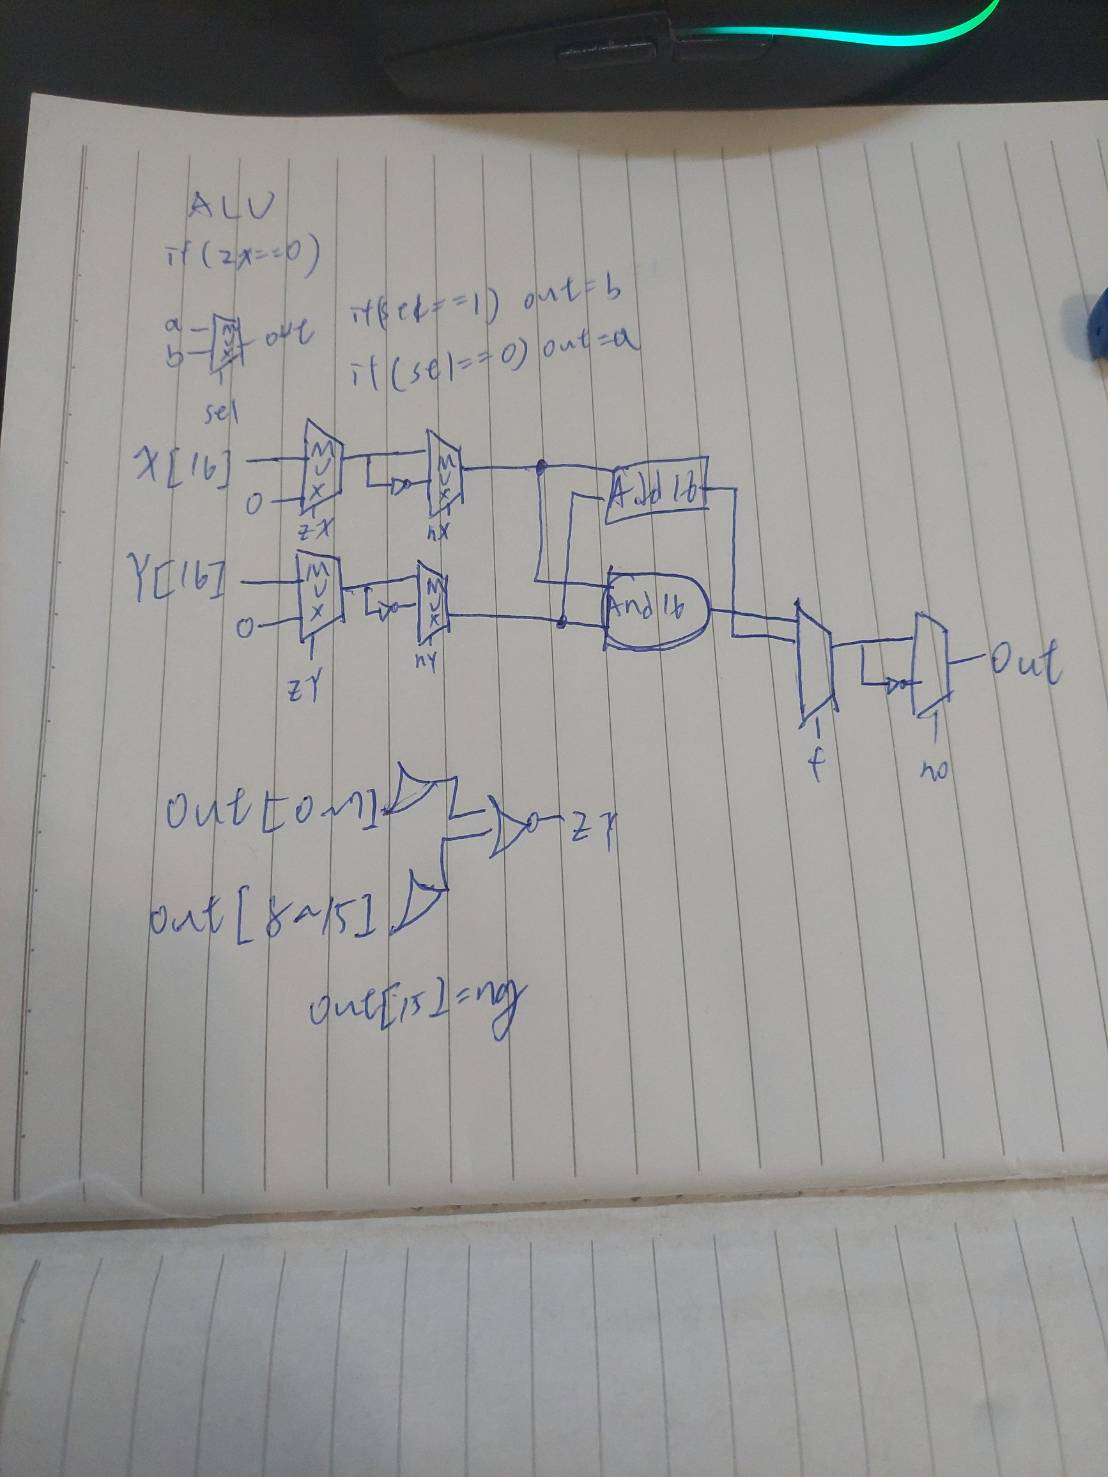 ALU
if(zx==0)
a
b
MUX
out
sel
if(sel==1) out=b
if(sel==0) out=a
X[16]
0
MUX
zX
MUX
nX
Add16
Y[16]
0
MUX
zY
MUX
nY
And16
f
no
Out
Out[0~7]
out[8~15]
out[15]=ng